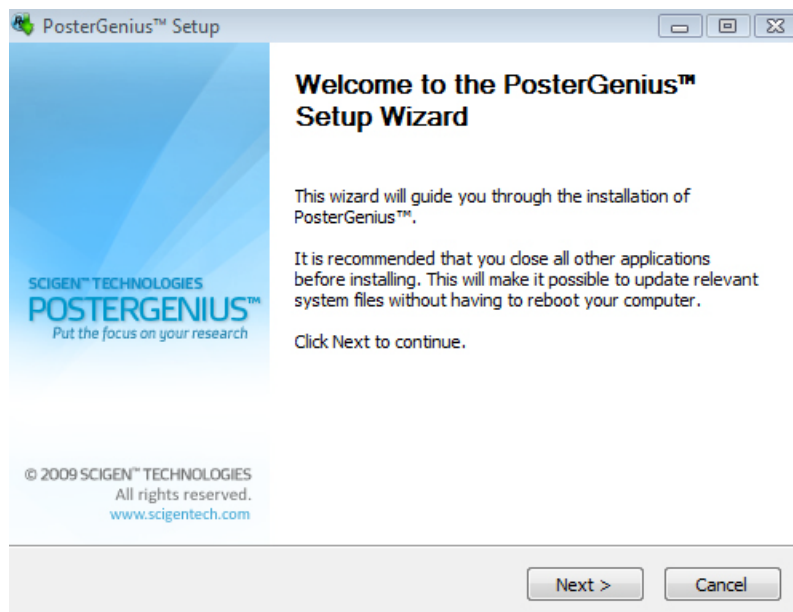 PosterGenius™ Setup
Welcome to the PosterGenius™
Setup Wizard
This wizard will guide you through the installation of
PosterGenius™.
It is recommended that you close all other applications
before installing. This will make it possible to update relevant
system files without having to reboot your computer.
Click Next to continue.
SCIGEN™ TECHNOLOGIES
POSTERGENIUS™
Put the focus on your research
© 2009 SCIGEN™ TECHNOLOGIES
All rights reserved.
www.scigentech.com
Next >
Cancel